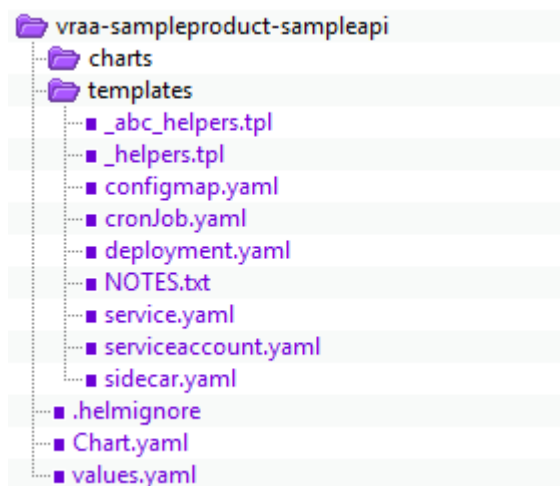 vraa-sampleproduct-sampleapi
charts
templates
_abc_helpers.tpl
_helpers.tpl
configmap.yaml
cronJob.yaml
deployment.yaml
NOTES.txt
service.yaml
serviceaccount.yaml
sidecar.yaml
.helmignore
Chart.yaml
values.yaml